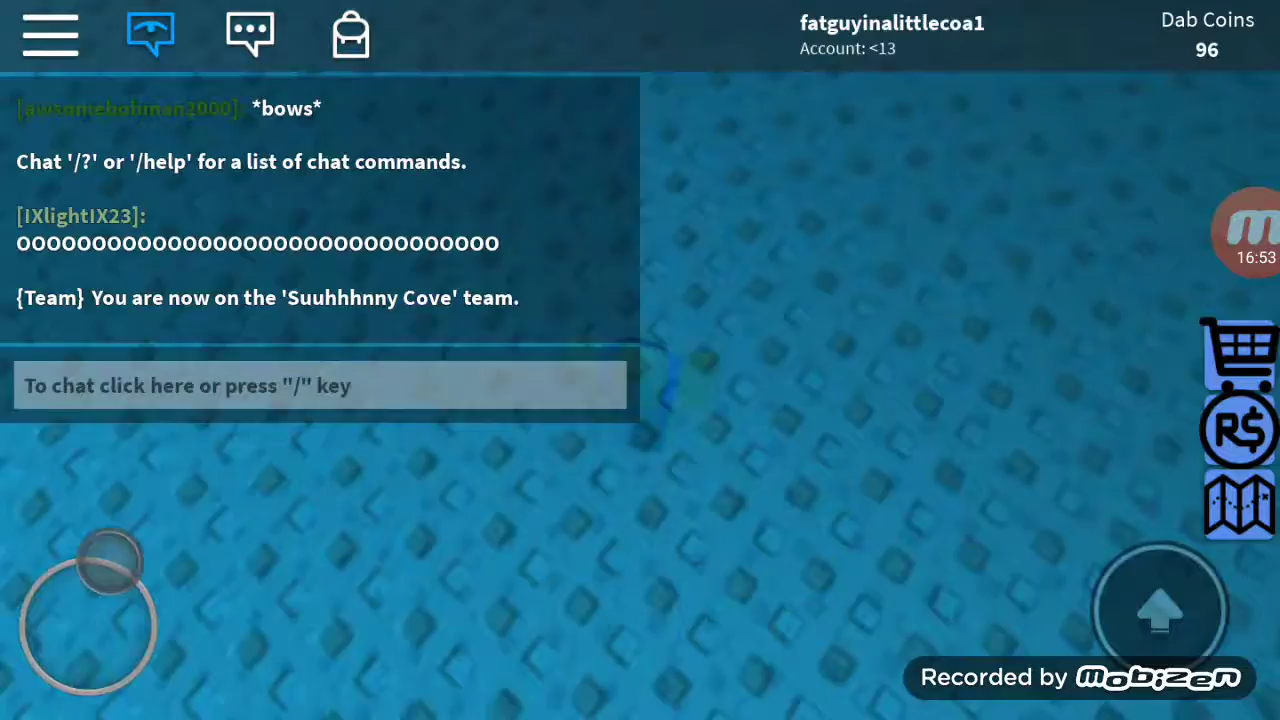 fatguyinalittlecoa1
Account: <13
Dab Coins
96
[awsomehofiman2000]: *bows*
Chat '/?' or '/help' for a list of chat commands.
[IXlightIX23]:
OOOOOOOOOOOOOOOOOOOOOOOOOOOOOOOO
{Team} You are now on the 'Suuhhhnny Cove' team.
To chat click here or press "/" key
M
16:53
R$
Recorded by mobizen